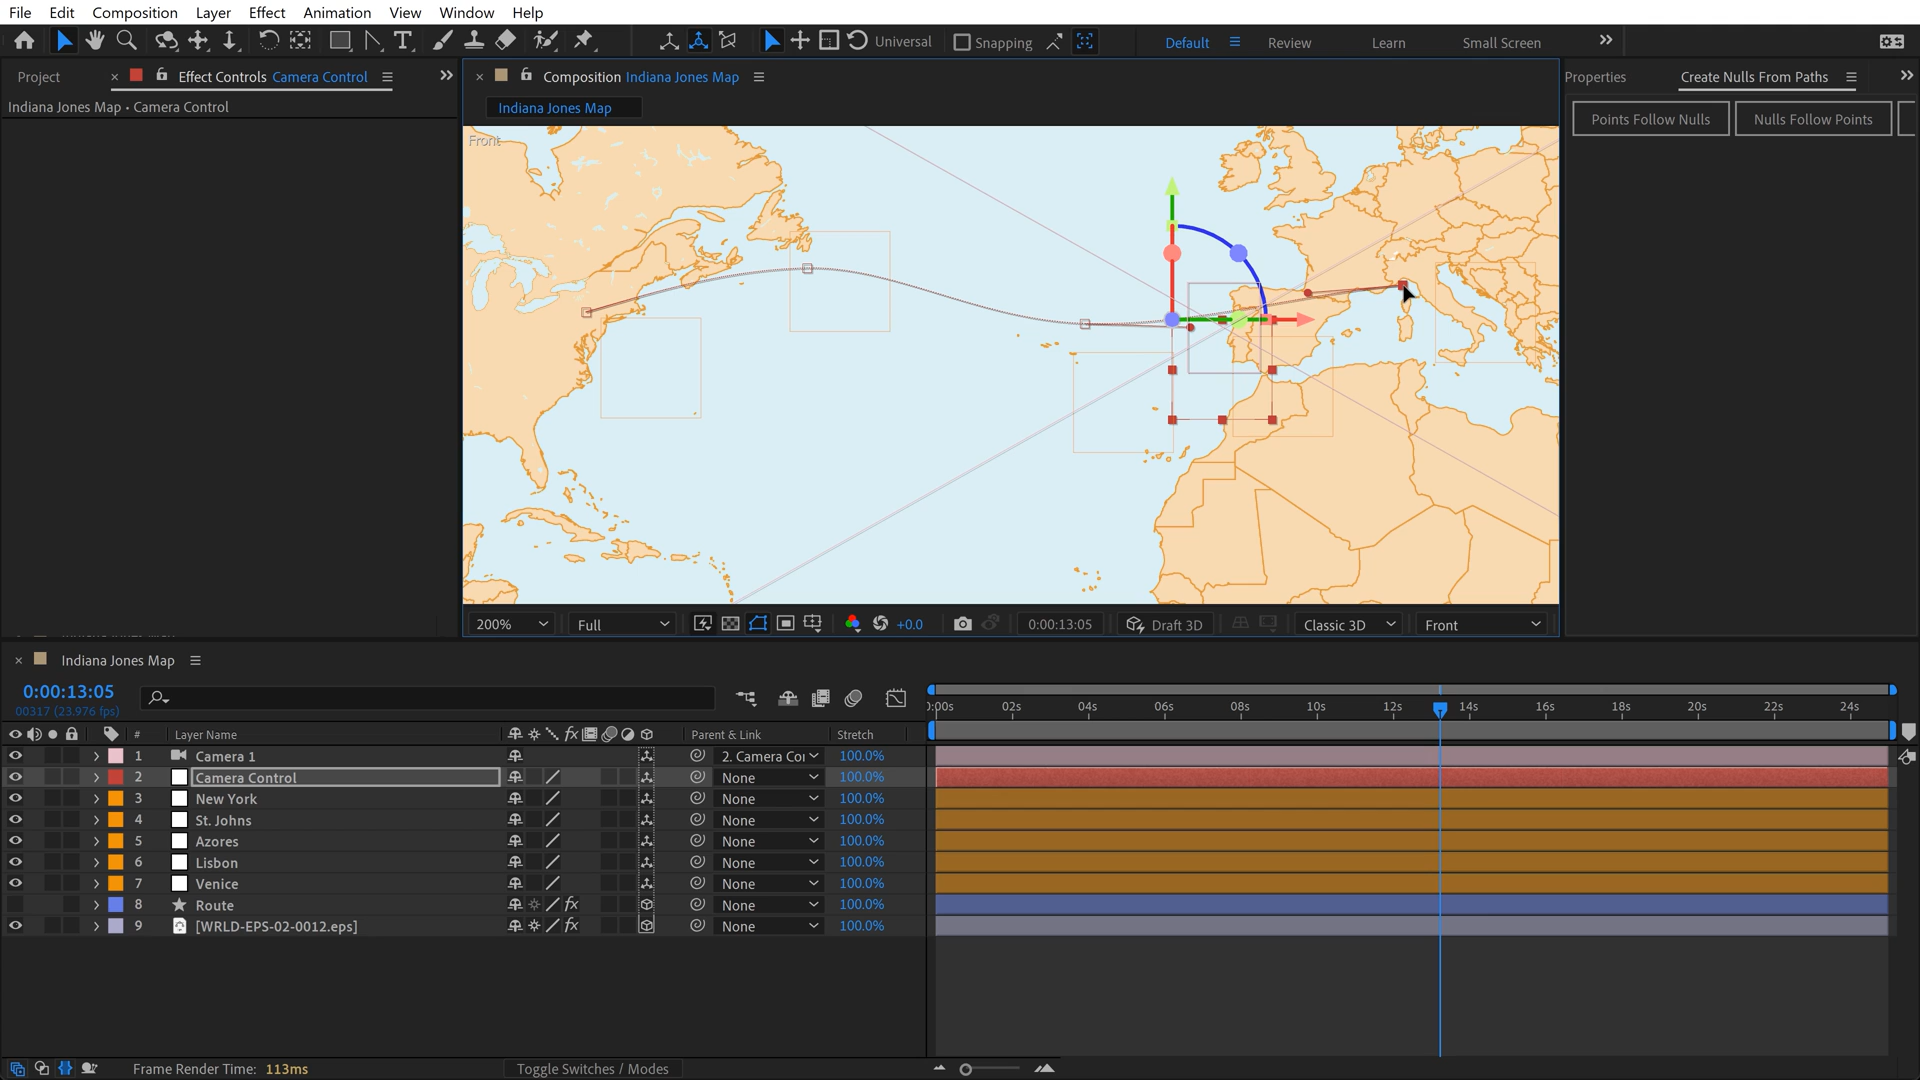 File Edit Composition Layer Effect Animation View Window Help
Universal Snapping Default Review Learn Small Screen
Project Effect Controls Camera Control Composition Indiana Jones Map Properties Create Nulls From Paths
Indiana Jones Map • Camera Control Indiana Jones Map Points Follow Nulls Nulls Follow Points
Front
200% Full +0.0 0:00:13:05 Draft 3D Classic 3D Front
Indiana Jones Map
0:00:13:05
00317 (23.976 fps)
:00s 02s 04s 06s 08s 10s 12s 14s 16s 18s 20s 22s 24s
# Layer Name Parent & Link Stretch
1 Camera 1 2. Camera Cor 100.0%
2 Camera Control None 100.0%
3 New York None 100.0%
4 St. Johns None 100.0%
5 Azores None 100.0%
6 Lisbon None 100.0%
7 Venice None 100.0%
8 Route None 100.0%
9 [WRLD-EPS-02-0012.eps] None 100.0%
Frame Render Time: 113ms Toggle Switches / Modes